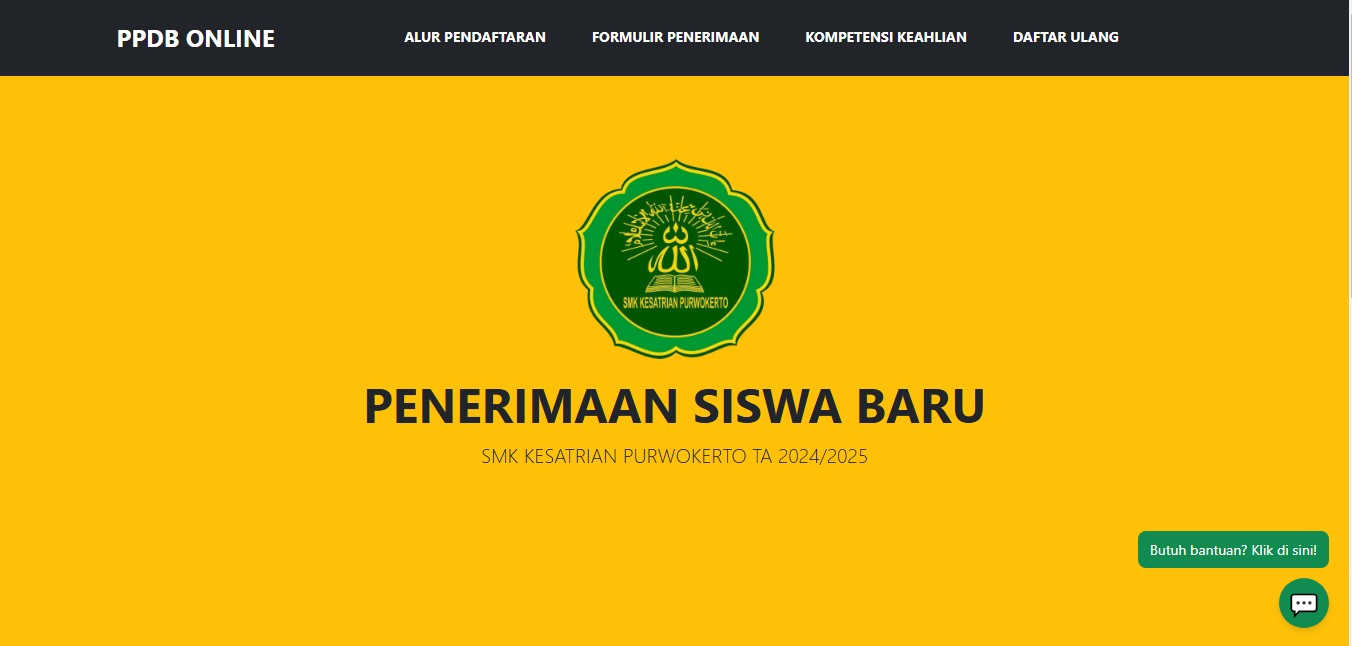 PPDB ONLINE
ALUR PENDAFTARAN
FORMULIR PENERIMAAN
KOMPETENSI KEAHLIAN
DAFTAR ULANG
الله
SMK KESATRIAN PURWOKERTO
PENERIMAAN SISWA BARU
SMK KESATRIAN PURWOKERTO TA 2024/2025
Butuh bantuan? Klik di sini!